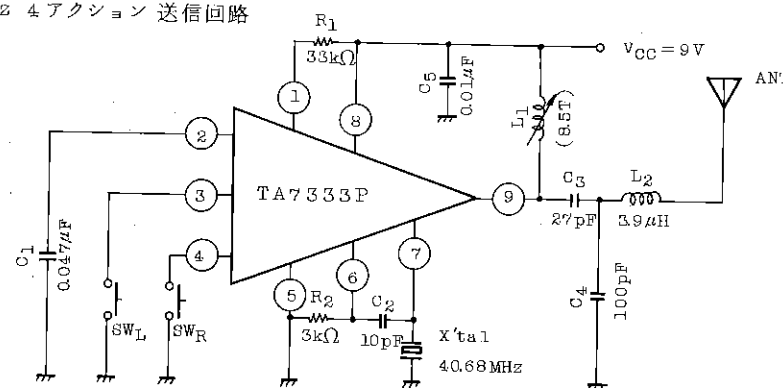 Z 4アクション 送信回路
R1
33kΩ
VCC=9V
C5
0.01μF
L1
(8.5T)
ANT
1
8
2
TA7333P
3
9
C3
27pF
L2
3.9μH
4
7
C1
0.047μF
C4
100pF
5
6
R2
3kΩ
C2
10pF
SWL
SWR
X'tal
40.68MHz